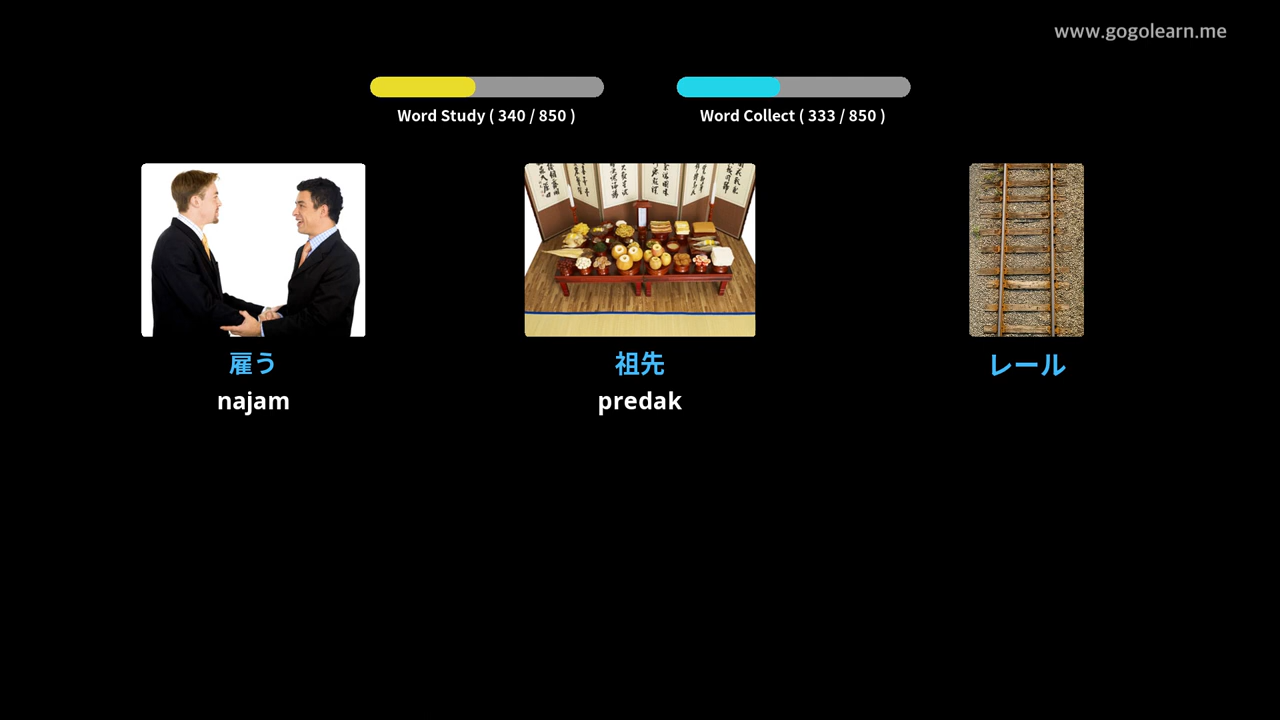 www.gogolearn.me
Word Study ( 340 / 850 )
Word Collect ( 333 / 850 )
雇う
najam
祖先
predak
レール